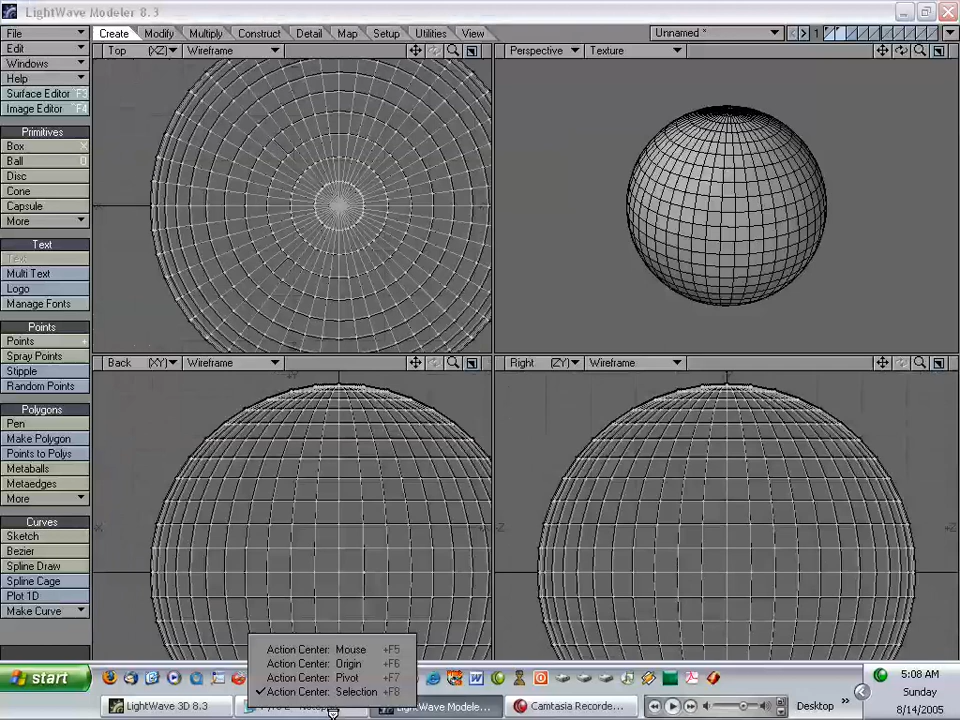 LightWave Modeler 8.3
File
Create
Modify
Multiply
Construct
Detail
Map
Setup
Utilities
View
Unnamed *
1
Edit
Windows
Help
Surface Editor F3
Image Editor ^F4
Top (XZ)
Wireframe
Perspective
Texture
Primitives
Box X
Ball O
Disc
Cone
Capsule
More
Text
Text
Multi Text
Logo
Manage Fonts
Points
Points +
Spray Points
Stipple
Random Points
Back (XY)
Wireframe
Right (ZY)
Wireframe
Polygons
Pen
Make Polygon
Points to Polys
Metaballs
Metaedges
More
Curves
Sketch
Bezier
Spline Draw
Spline Cage
Plot 1D
Make Curve
Action Center: Mouse +F5
Action Center: Origin +F6
Action Center: Pivot +F7
Action Center: Selection +F8
start
LightWave 3D 8.3
LightWave Modele...
Camtasia Recorde...
Desktop
5:08 AM
Sunday
8/14/2005